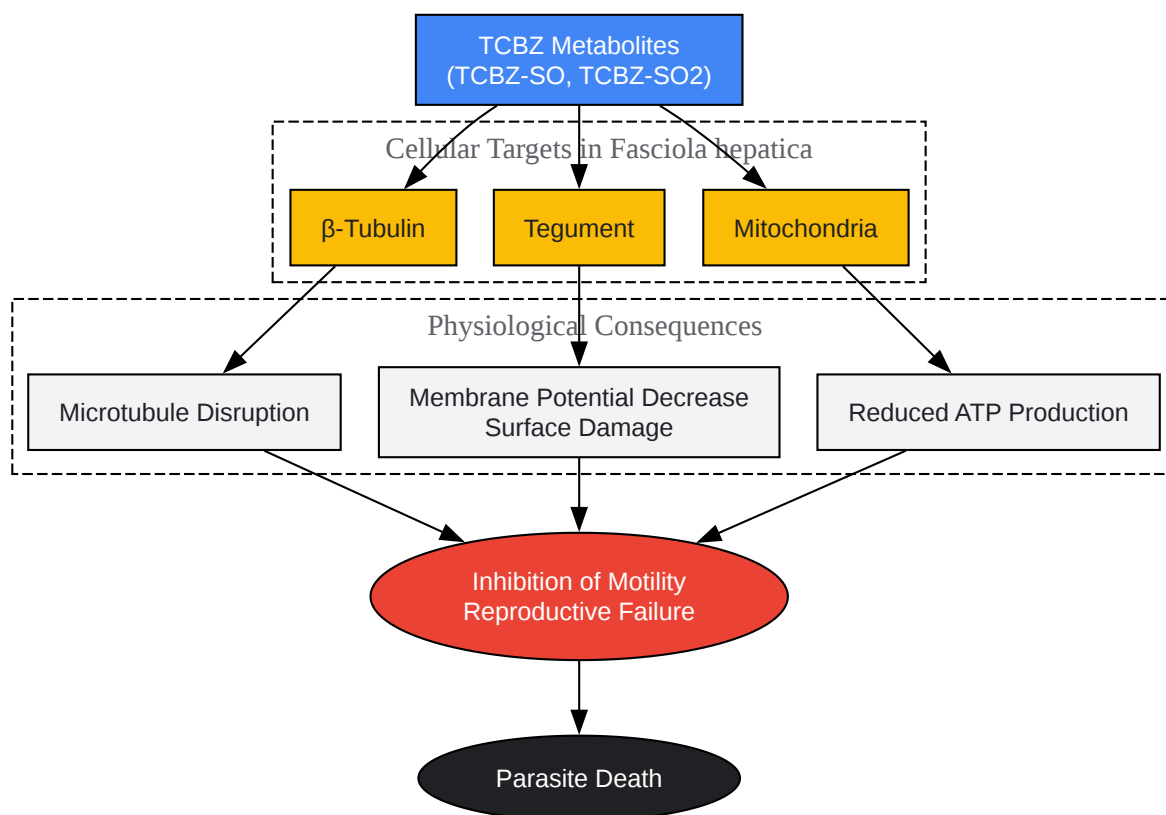 TCBZ Metabolites
(TCBZ-SO, TCBZ-SO2)
Cellular Targets in Fasciola hepatica
β-Tubulin
Tegument
Mitochondria
Physiological Consequences
Microtubule Disruption
Membrane Potential Decrease
Surface Damage
Reduced ATP Production
Inhibition of Motility
Reproductive Failure
Parasite Death